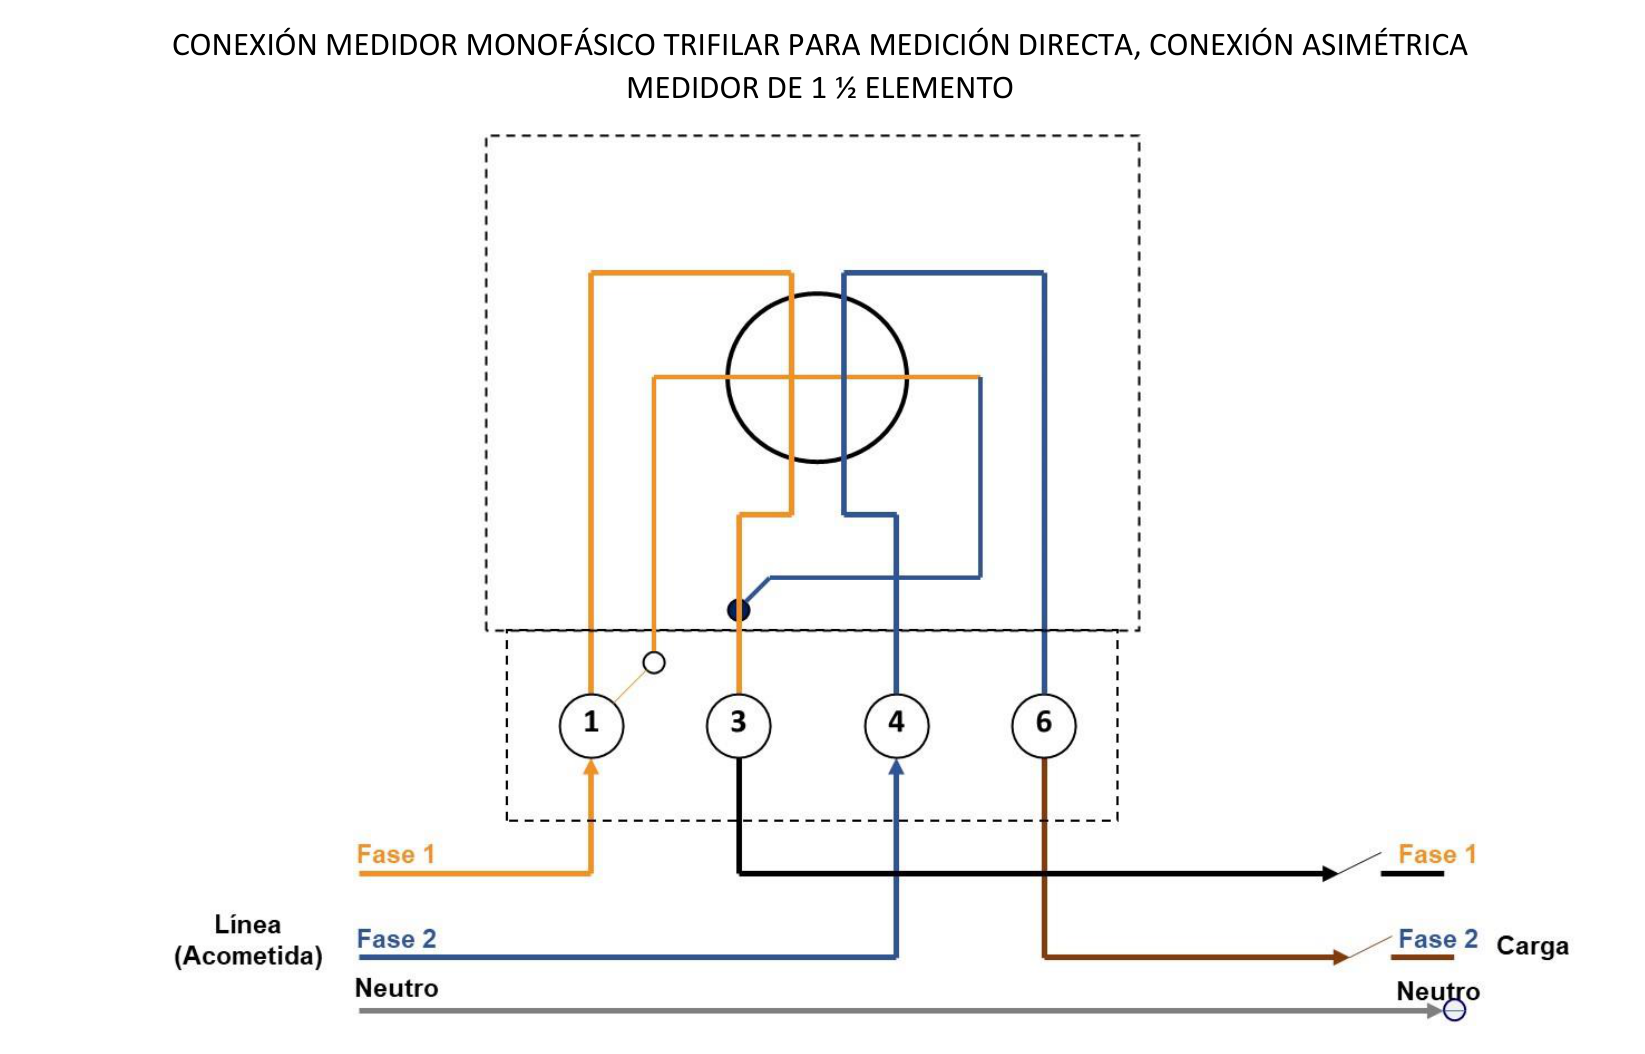 CONEXIÓN MEDIDOR MONOFÁSICO TRIFILAR PARA MEDICIÓN DIRECTA, CONEXIÓN ASIMÉTRICA
MEDIDOR DE 1 ½ ELEMENTO
1 3 4 6
Fase 1
Fase 1
Línea
(Acometida)
Fase 2
Fase 2
Carga
Neutro
Neutro